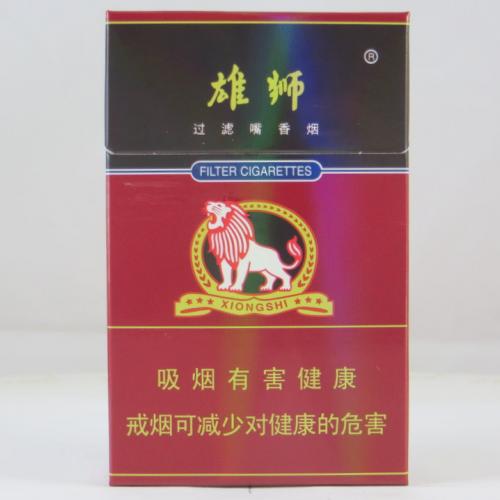 雄狮
®
过滤嘴香烟
FILTER CIGARETTES
★★★ XIONGSHI ★★★
吸烟有害健康
戒烟可减少对健康的危害